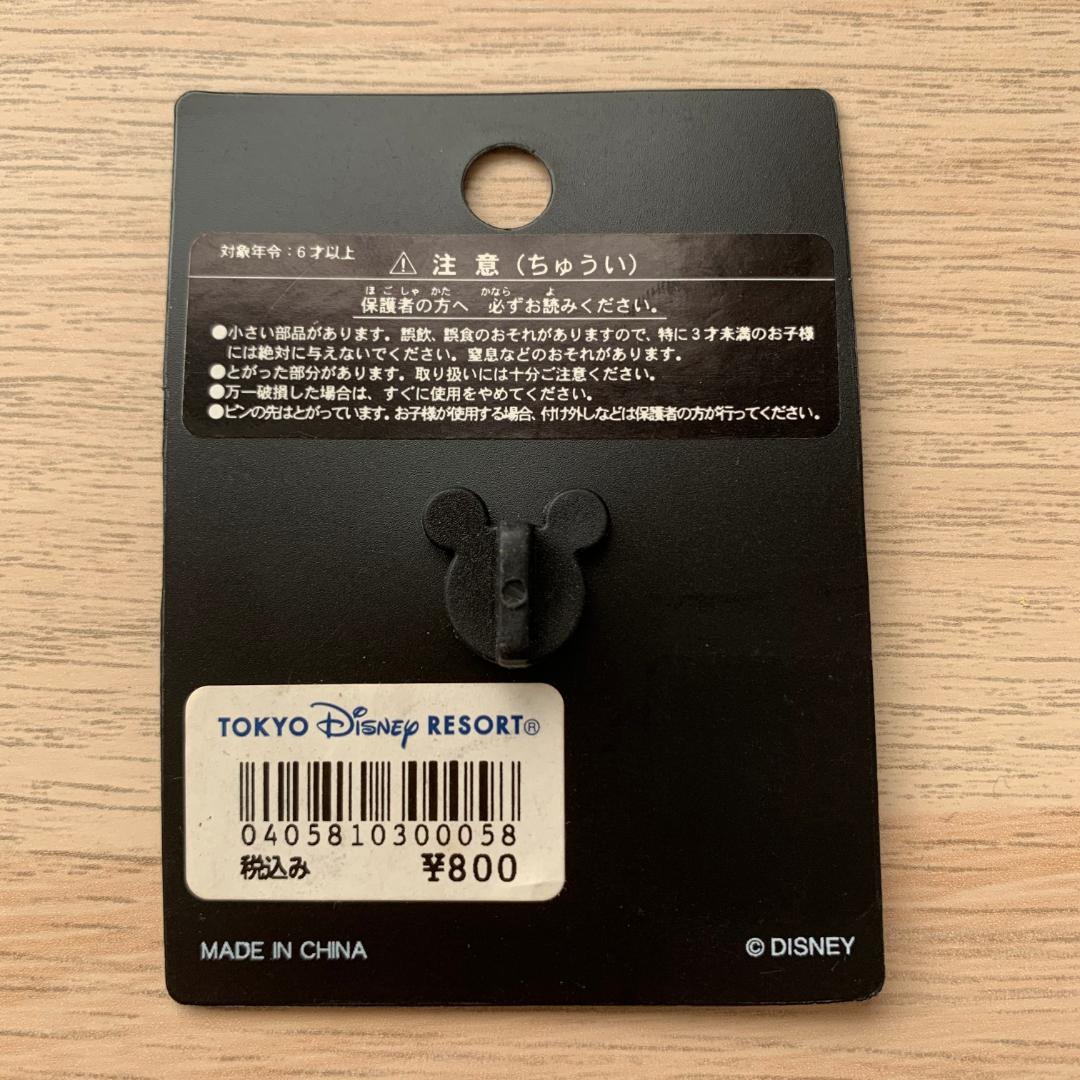 対象年令：6才以上
⚠ 注意（ちゅうい）
ほごしゃ かた かなら よ
保護者の方へ 必ずお読みください。
●小さい部品があります。誤飲、誤食のおそれがありますので、特に3才未満のお子様
には絶対に与えないでください。窒息などのおそれがあります。
●とがった部分があります。取り扱いには十分ご注意ください。
●万一破損した場合は、すぐに使用をやめてください。
●ピンの先はとがっています。お子様が使用する場合、付け外しなどは保護者の方が行ってください。
TOKYO Disney RESORT®
0405810300058
税込み ¥800
MADE IN CHINA
© DISNEY